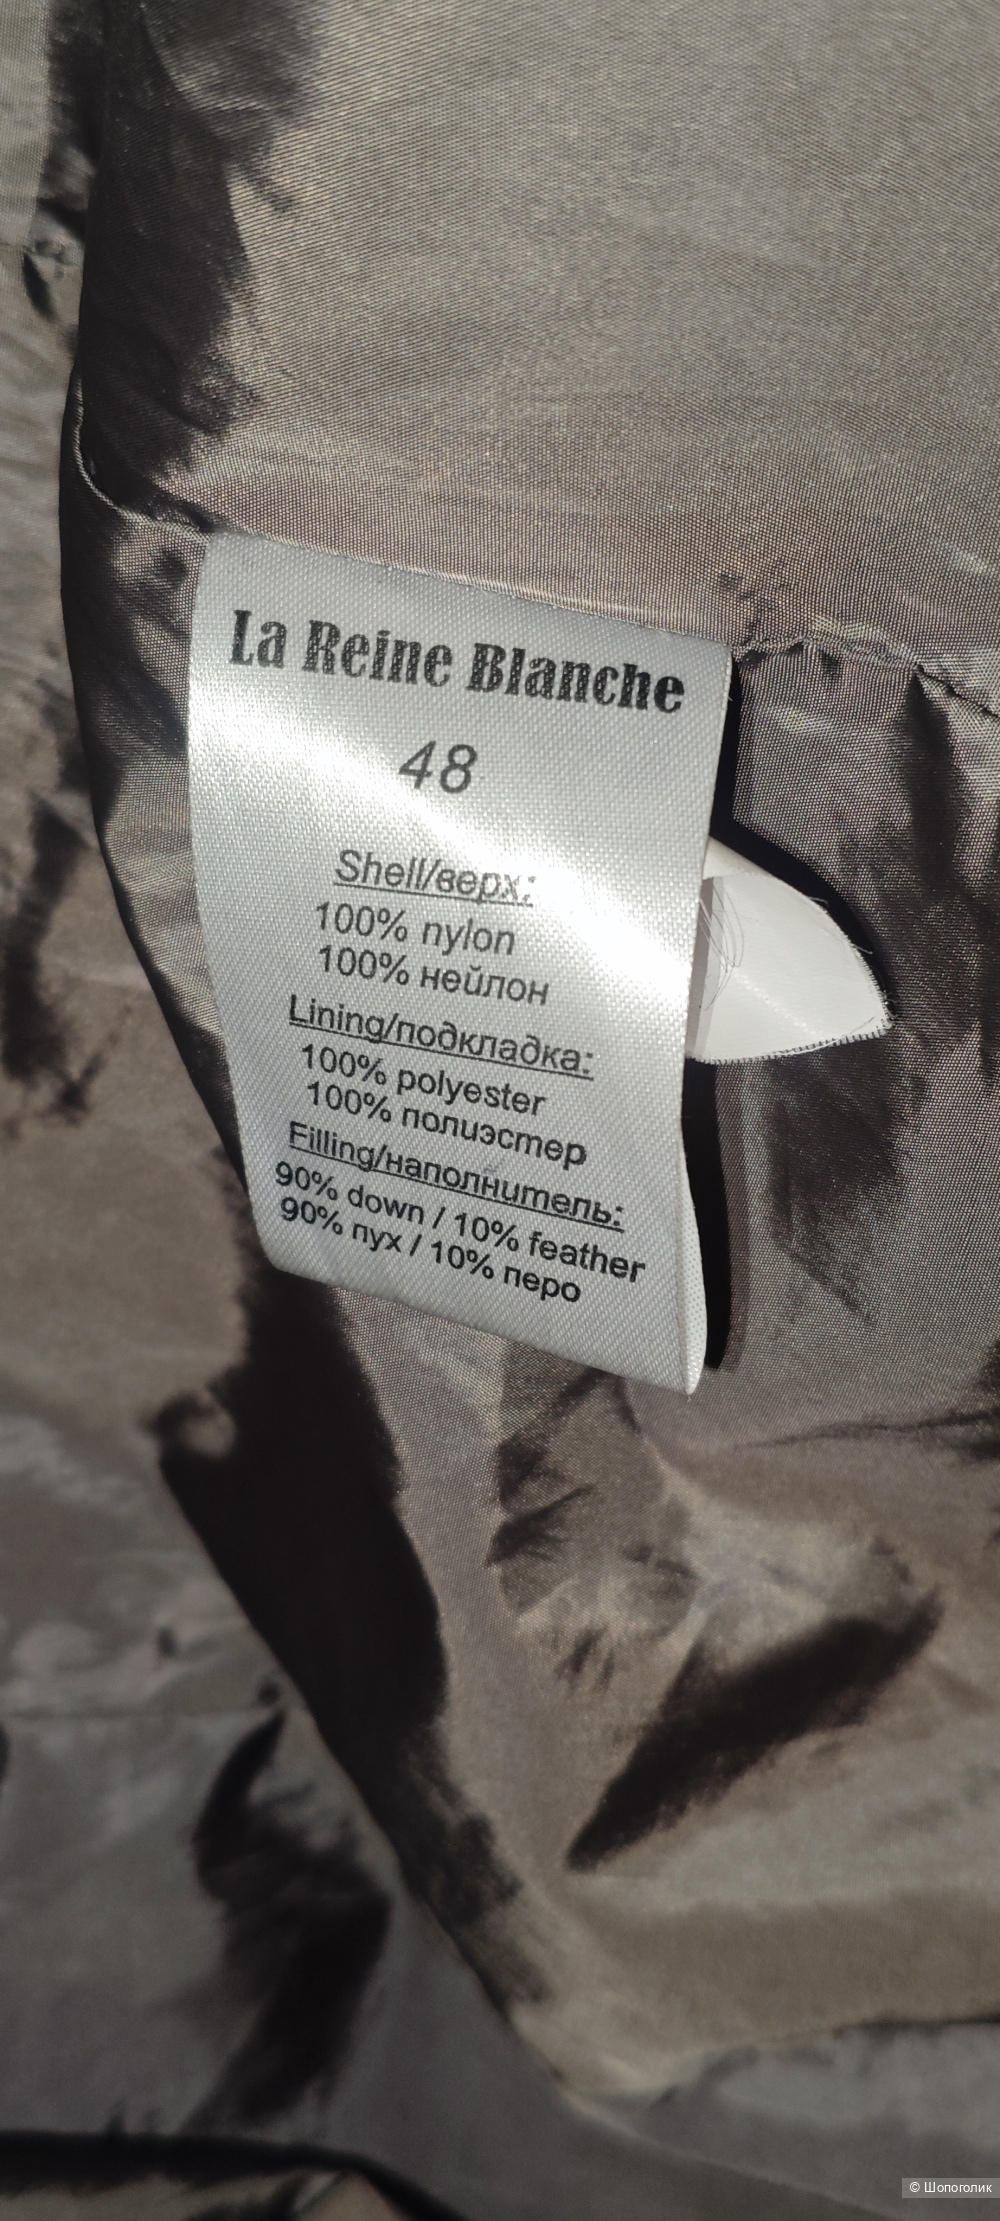 La Reine Blanche
48
Shell/верх:
100% nylon
100% нейлон
Lining/подкладка:
100% polyester
100% полиэстер
Filling/наполнитель:
90% down / 10% feather
90% пух / 10% перо
© Шопоголик